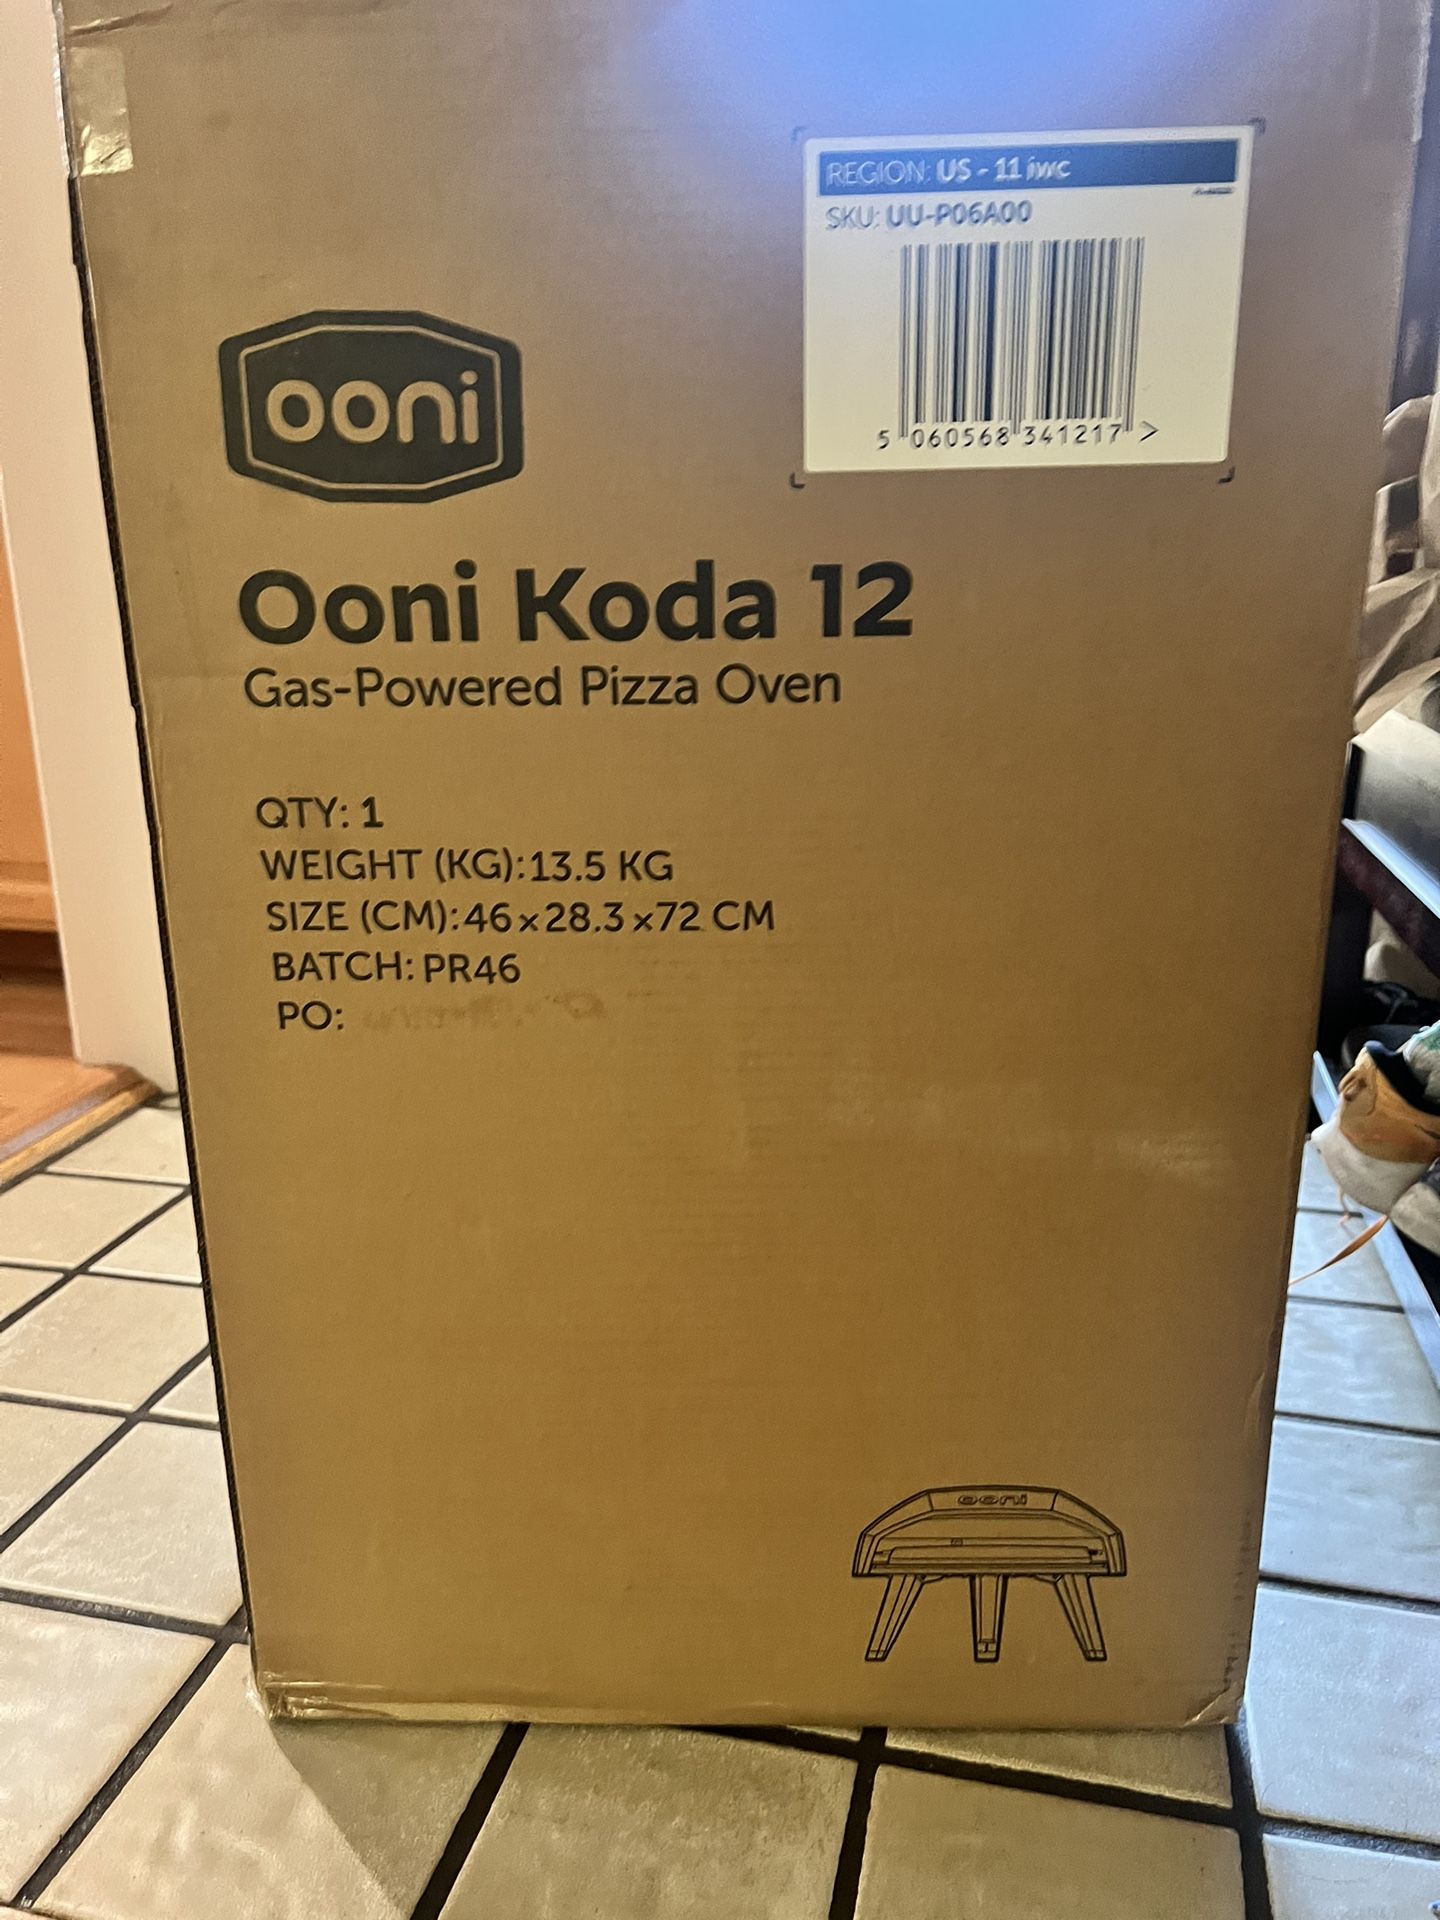 REGION: US - 11 iwc
SKU: UU-P06A00
5 060568 341217 >
ooni
Ooni Koda 12
Gas-Powered Pizza Oven
QTY: 1
WEIGHT (KG):13.5 KG
SIZE (CM):46×28.3×72 CM
BATCH: PR46
PO:
ooni